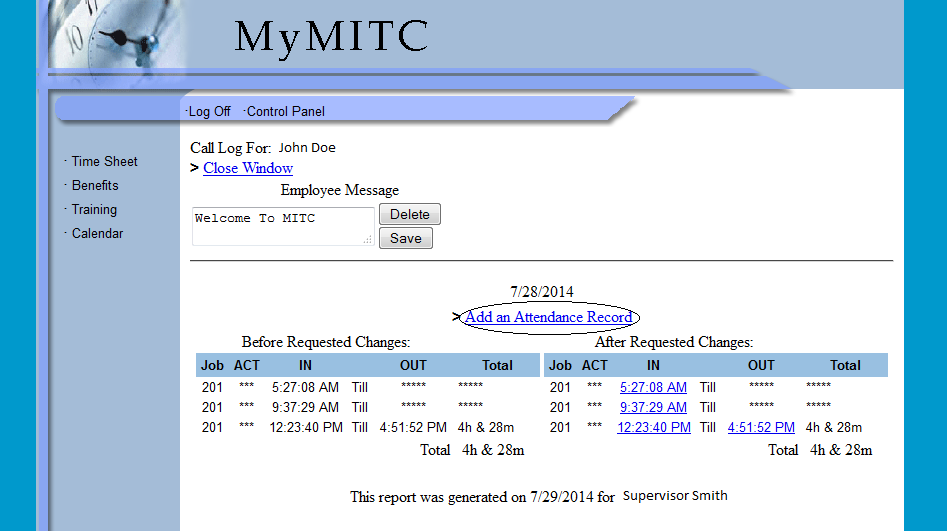 MyMITC
·Log Off ·Control Panel
· Time Sheet
· Benefits
· Training
· Calendar
Call Log For: John Doe
> Close Window
Employee Message
Welcome To MITC
Delete
Save
7/28/2014
> Add an Attendance Record
Before Requested Changes:
Job ACT IN OUT Total
201 *** 5:27:08 AM Till ***** *****
201 *** 9:37:29 AM Till ***** *****
201 *** 12:23:40 PM Till 4:51:52 PM 4h & 28m
Total 4h & 28m
After Requested Changes:
Job ACT IN OUT Total
201 *** 5:27:08 AM Till ***** *****
201 *** 9:37:29 AM Till ***** *****
201 *** 12:23:40 PM Till 4:51:52 PM 4h & 28m
Total 4h & 28m
This report was generated on 7/29/2014 for Supervisor Smith